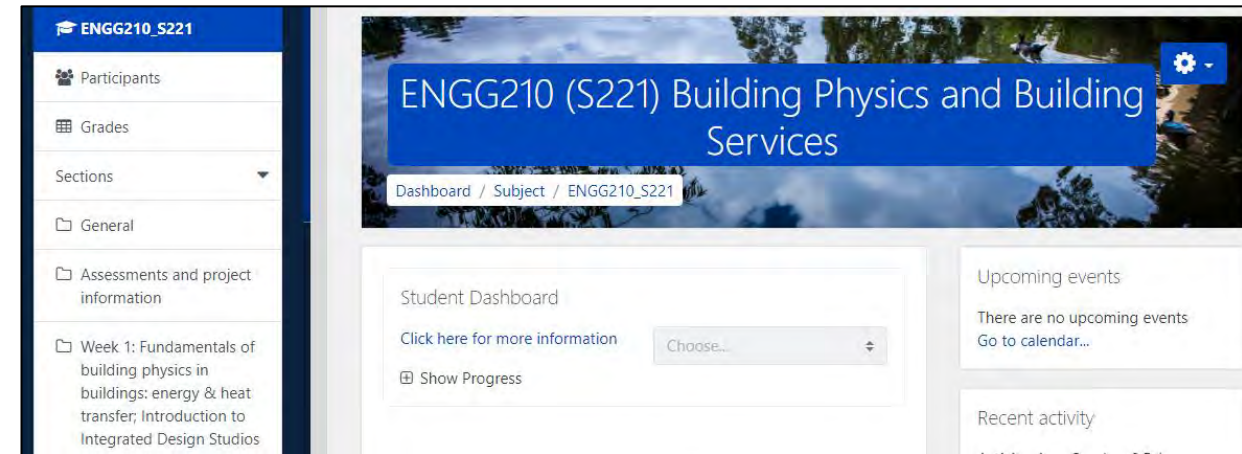 ENGG210_S221
Participants
Grades
Sections
General
Assessments and project
information
Week 1: Fundamentals of
building physics in
buildings: energy & heat
transfer; Introduction to
Integrated Design Studios
ENGG210 (S221) Building Physics and Building
Services
Dashboard / Subject / ENGG210_S221
Student Dashboard
Click here for more information
Choose...
Show Progress
Upcoming events
There are no upcoming events
Go to calendar...
Recent activity